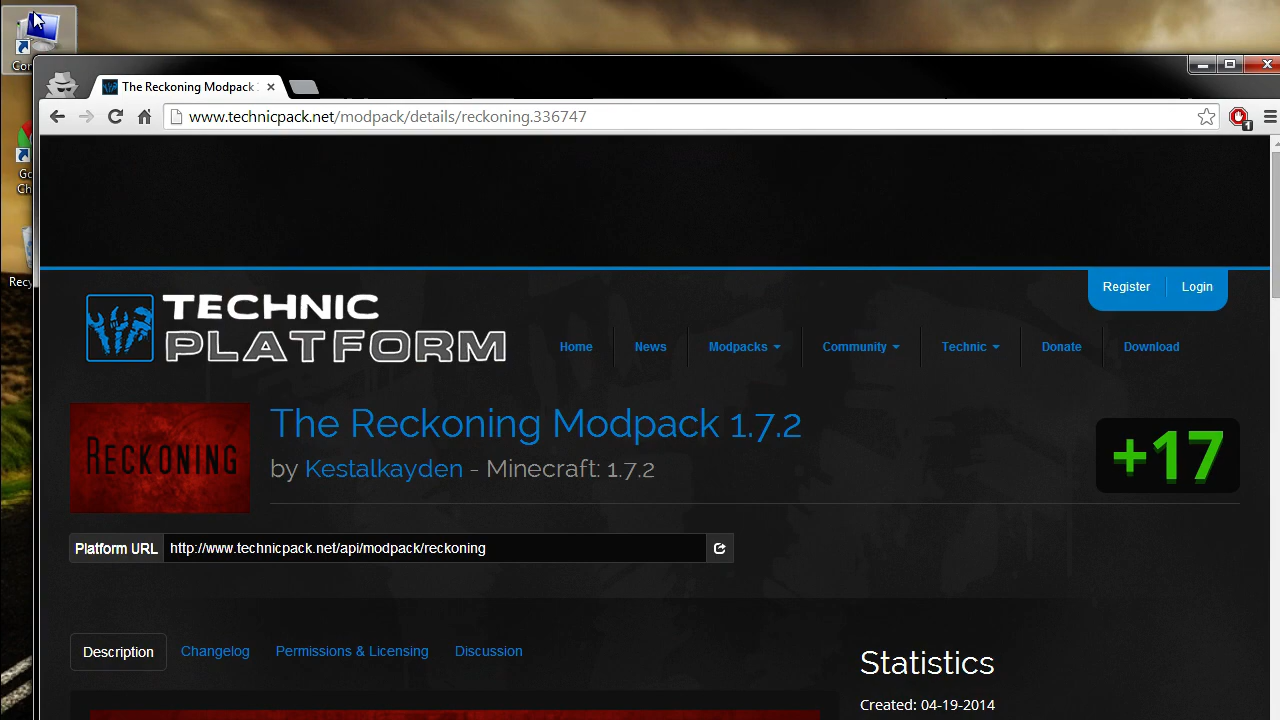 The Reckoning Modpack
www.technicpack.net/modpack/details/reckoning.336747
1
Register
Login
TECHNIC
PLATFORM
Home
News
Modpacks
Community
Technic
Donate
Download
RECKONING
The Reckoning Modpack 1.7.2
by Kestalkayden - Minecraft: 1.7.2
+17
Platform URL
http://www.technicpack.net/api/modpack/reckoning
Description
Changelog
Permissions & Licensing
Discussion
Statistics
Created: 04-19-2014